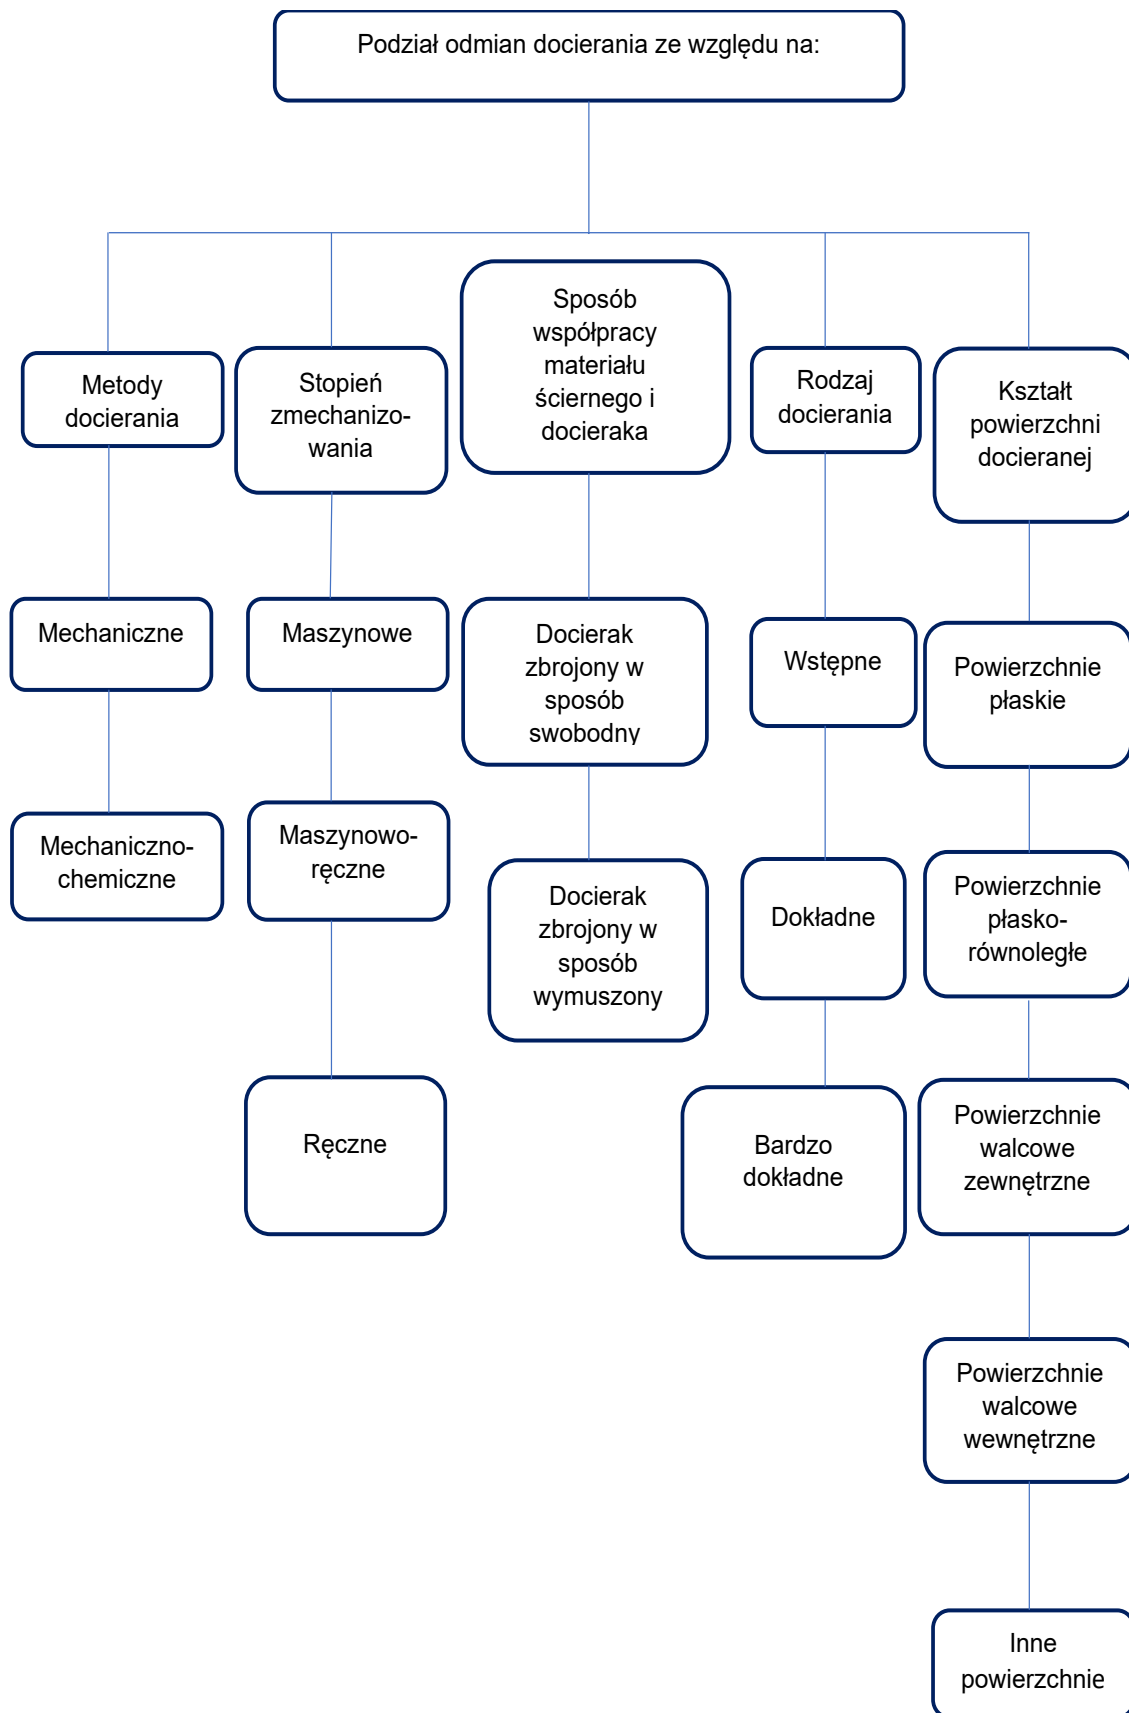 Podział odmian docierania ze względu na:
Metody
docierania
Stopień
zmechanizo-
wania
Sposób
współpracy
materiału
ściernego i
docieraka
Rodzaj
docierania
Kształt
powierzchni
docieranej
Mechaniczne
Maszynowe
Docierak
zbrojony w
sposób
swobodny
Wstępne
Powierzchnie
płaskie
Mechaniczno-
chemiczne
Maszynowo-
ręczne
Docierak
zbrojony w
sposób
wymuszony
Dokładne
Powierzchnie
płasko-
równoległe
Ręczne
Bardzo
dokładne
Powierzchnie
walcowe
zewnętrzne
Powierzchnie
walcowe
wewnętrzne
Inne
powierzchnie